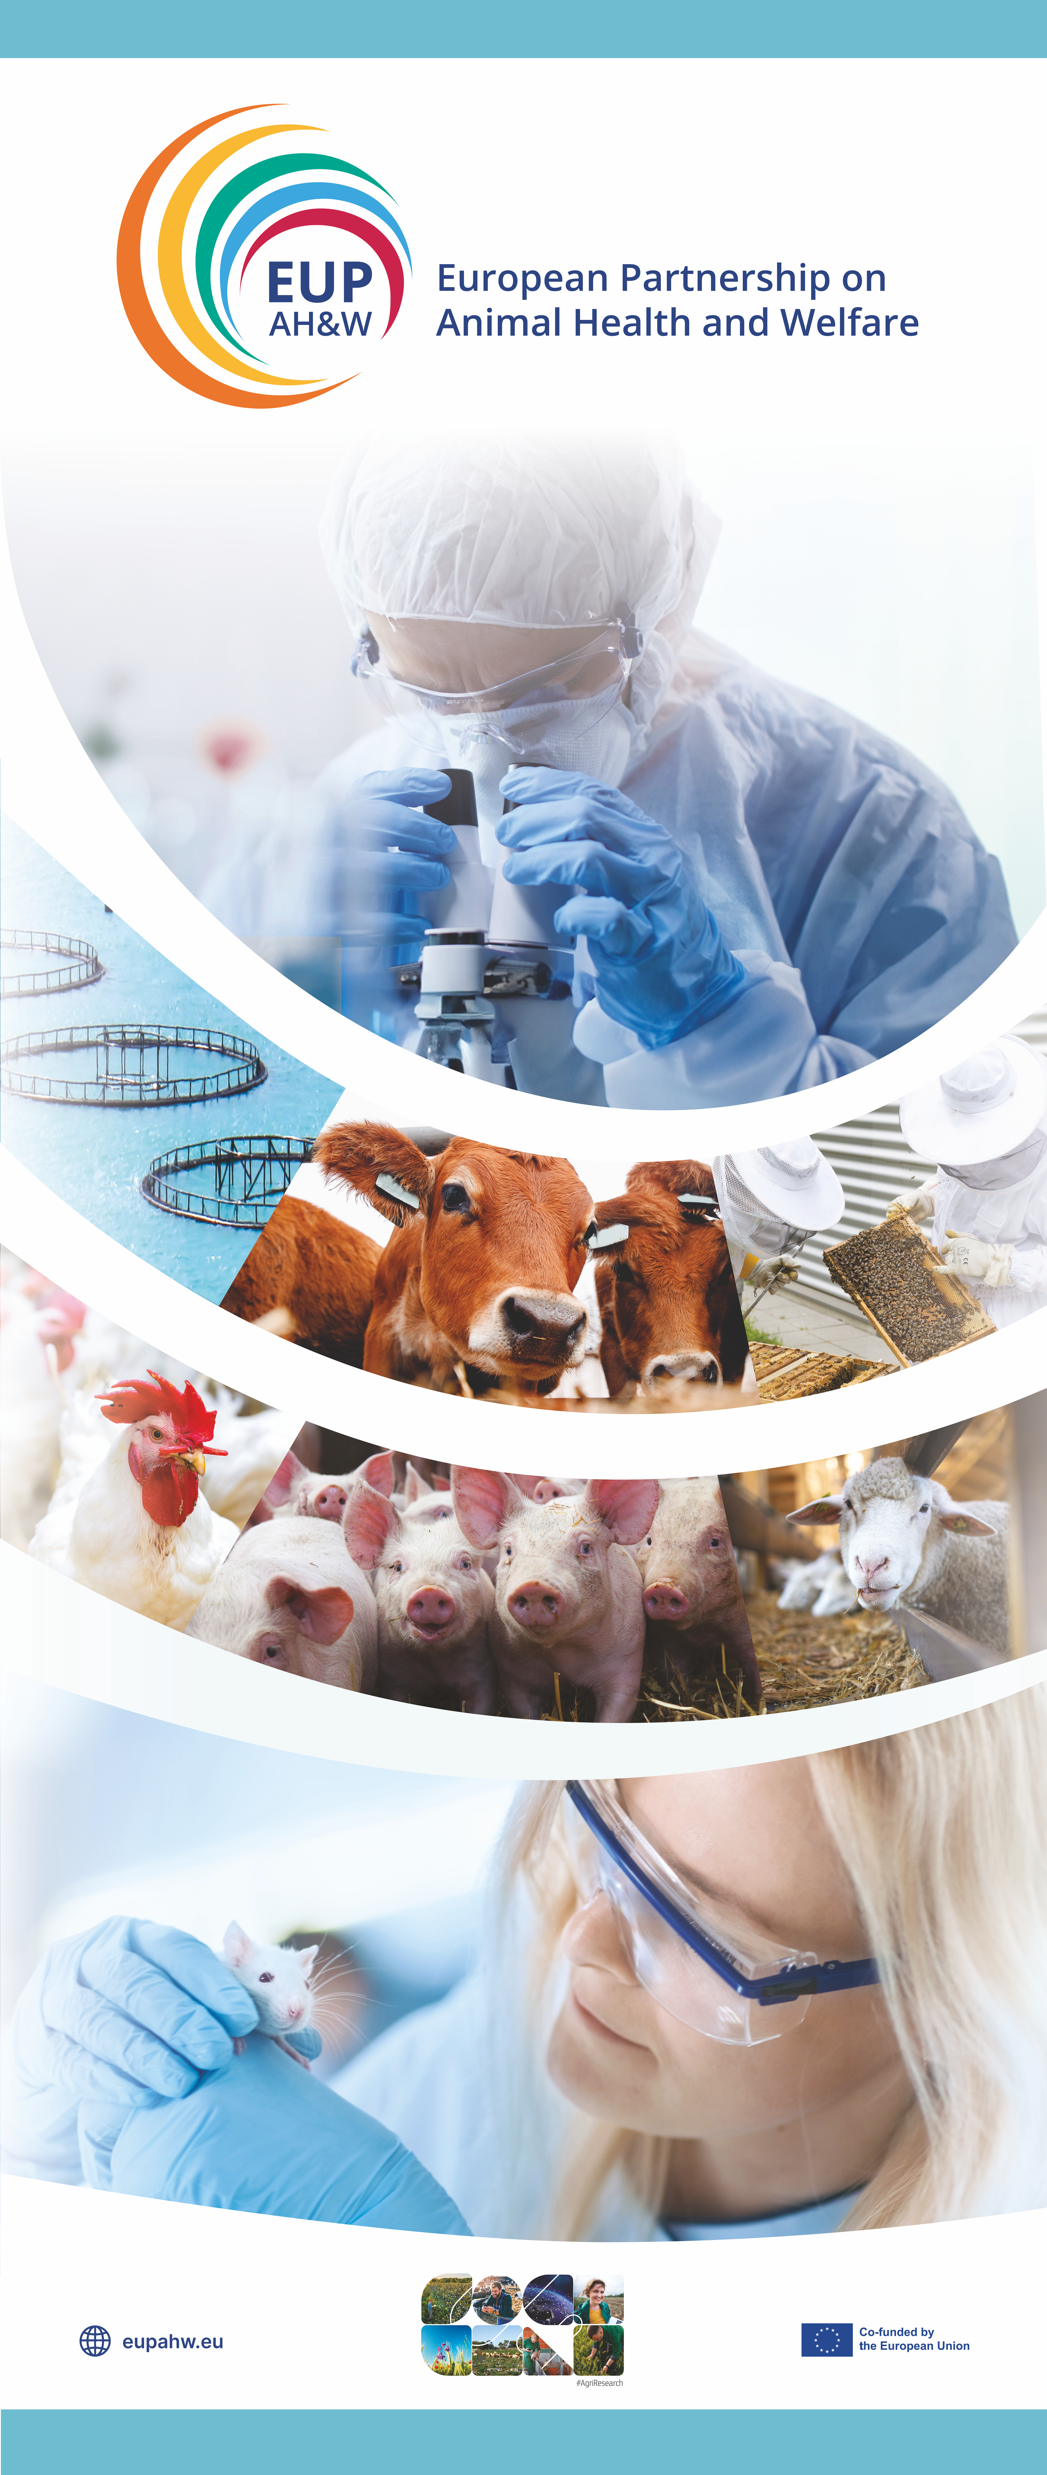 EUP
AH&W
European Partnership on
Animal Health and Welfare
eupahw.eu
#AgriResearch
Co-funded by
the European Union